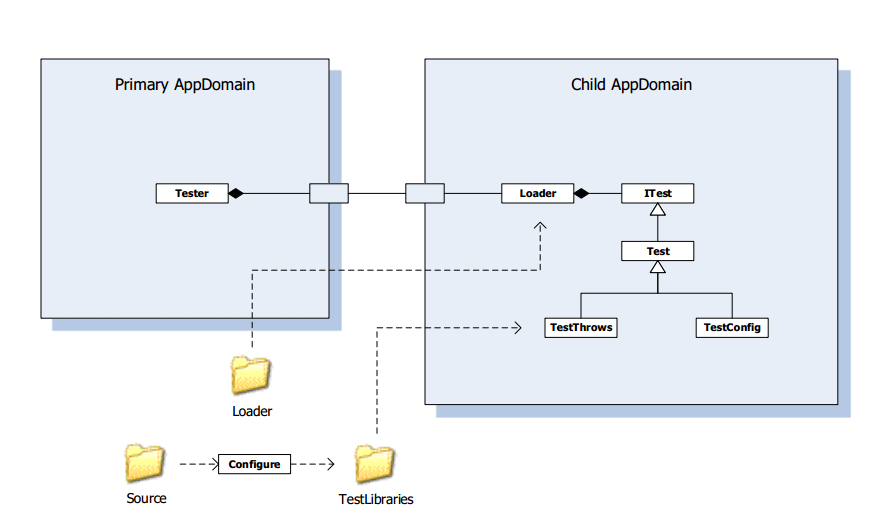 Primary AppDomain
Child AppDomain
Tester
Loader
ITest
Test
TestThrows
TestConfig
Loader
Configure
Source
TestLibraries